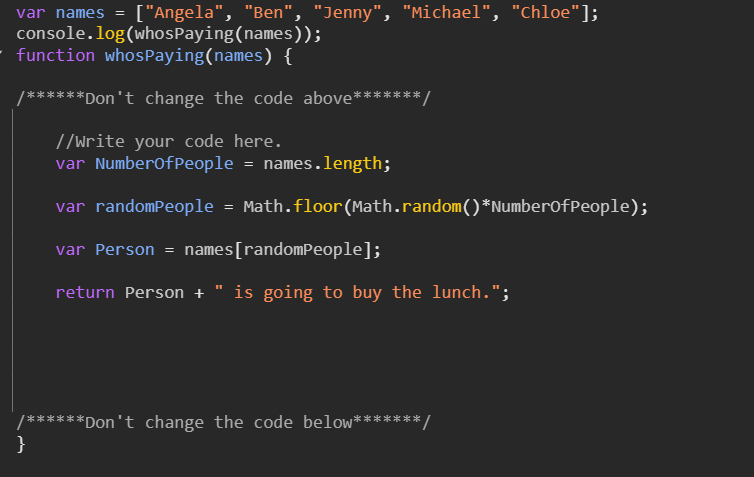 var names = ["Angela", "Ben", "Jenny", "Michael", "Chloe"];
console.log(whosPaying(names));
function whosPaying(names) {
/******Don't change the code above*******/
//Write your code here.
var NumberOfPeople = names.length;
var randomPeople = Math.floor(Math.random()*NumberOfPeople);
var Person = names[randomPeople];
return Person + " is going to buy the lunch.";
/******Don't change the code below*******/
}